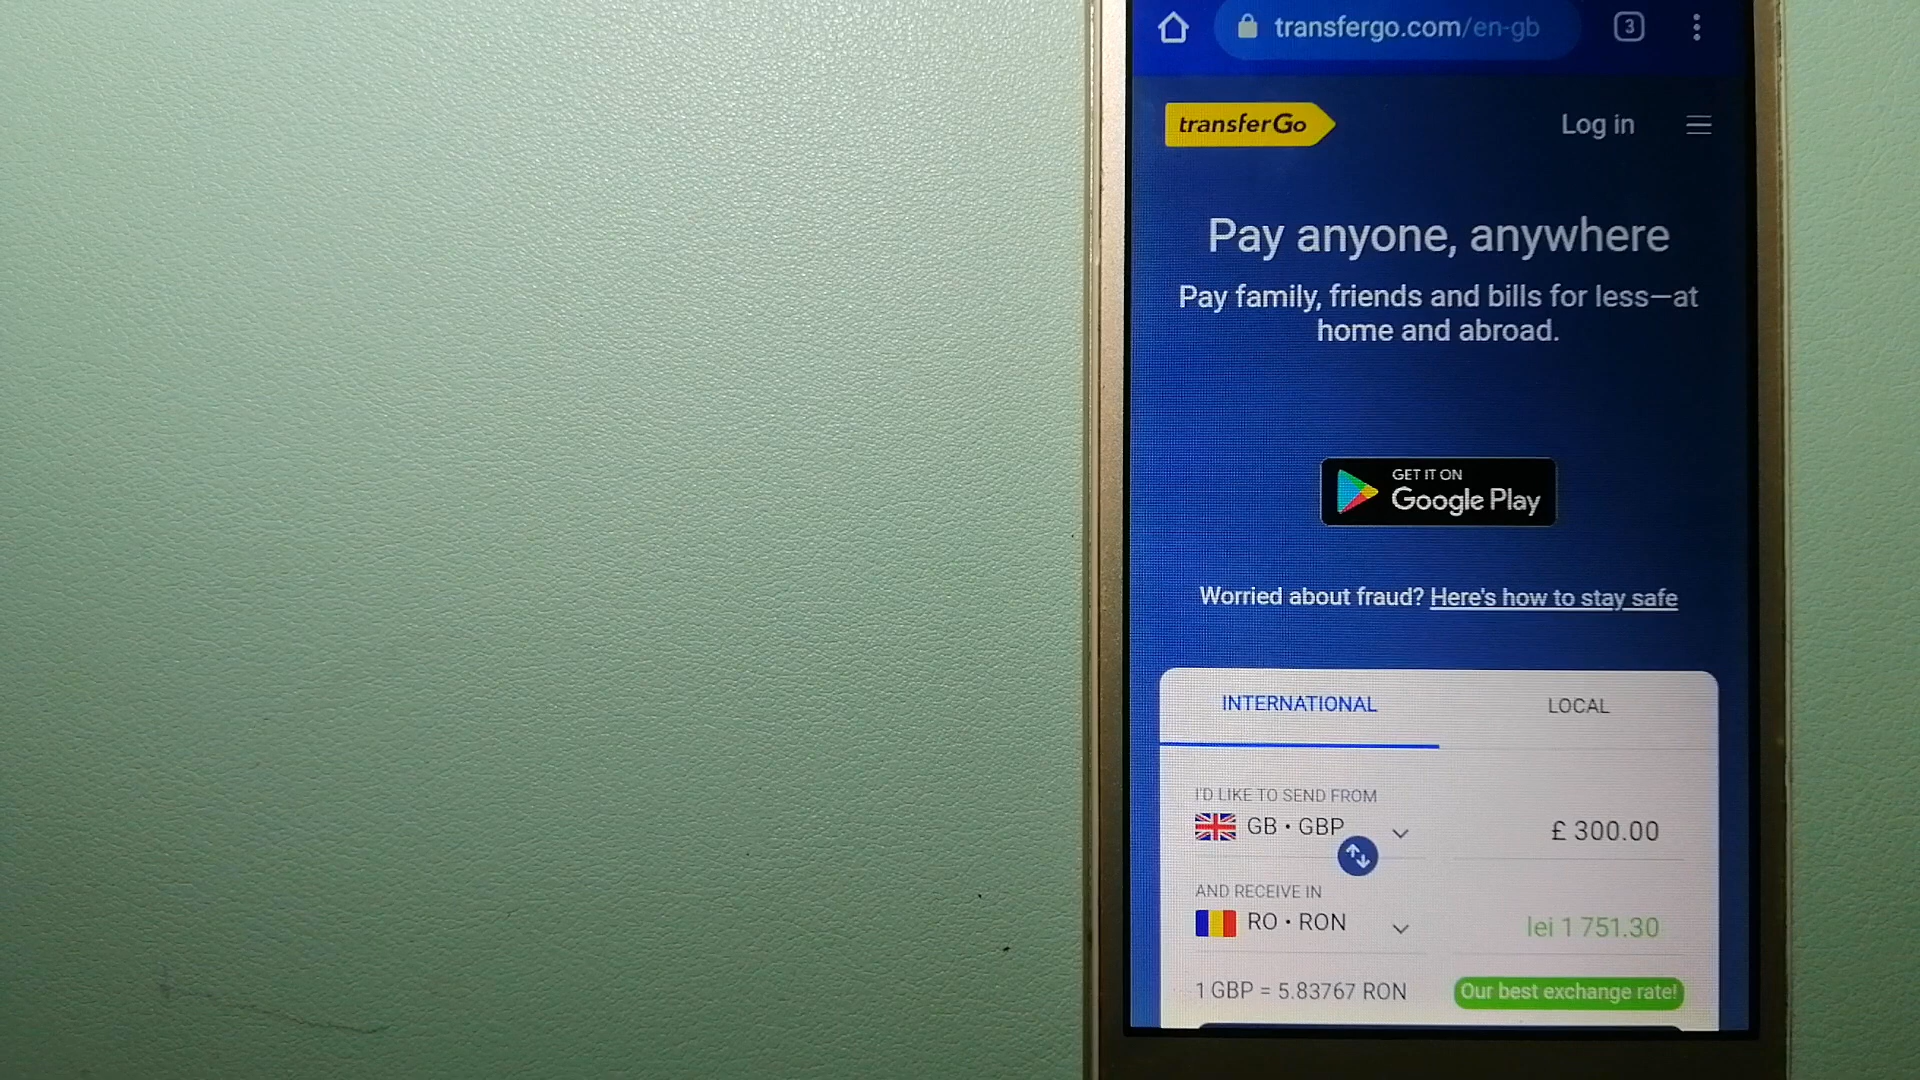 transfergo.com/en-gb
3
transferGo
Log in
Pay anyone, anywhere
Pay family, friends and bills for less—at
home and abroad.
GET IT ON
Google Play
Worried about fraud? Here's how to stay safe
INTERNATIONAL
LOCAL
I'D LIKE TO SEND FROM
GB • GBP
£ 300.00
AND RECEIVE IN
RO • RON
lei 1 751.30
1 GBP = 5.83767 RON
Our best exchange rate!